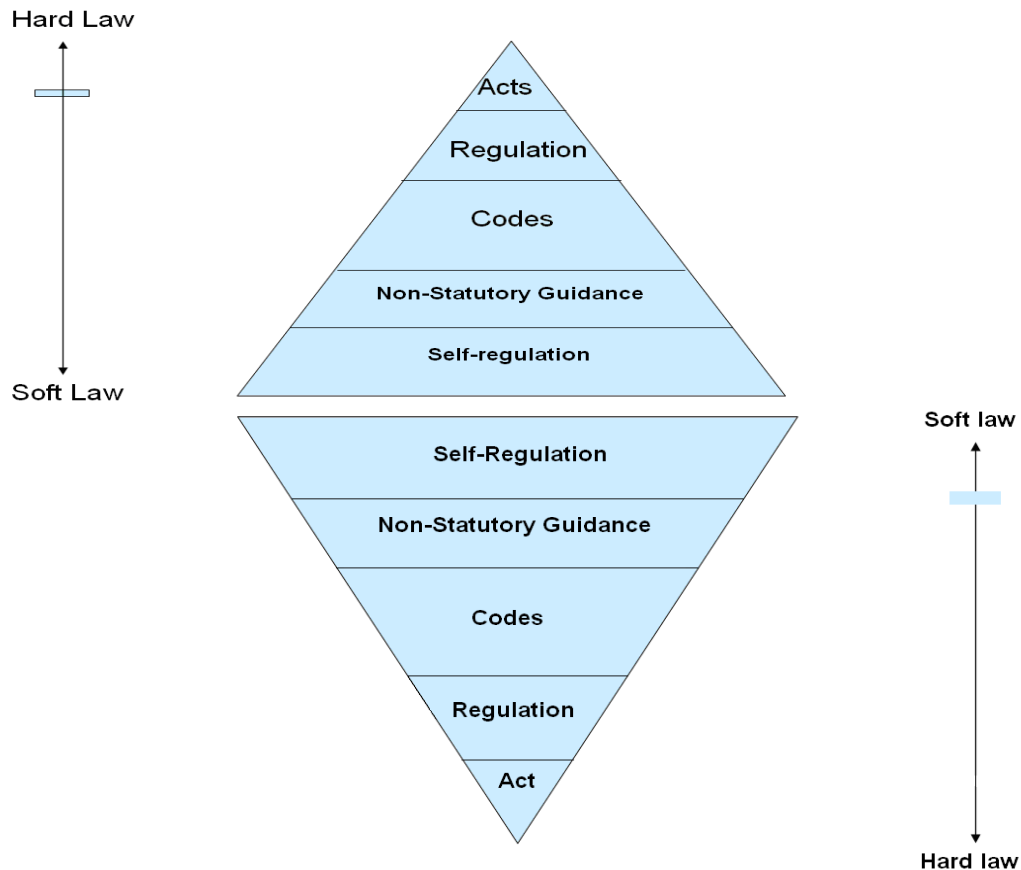 Hard Law
Acts
Regulation
Codes
Non-Statutory Guidance
Self-regulation
Soft Law
Soft law
Self-Regulation
Non-Statutory Guidance
Codes
Regulation
Act
Hard law